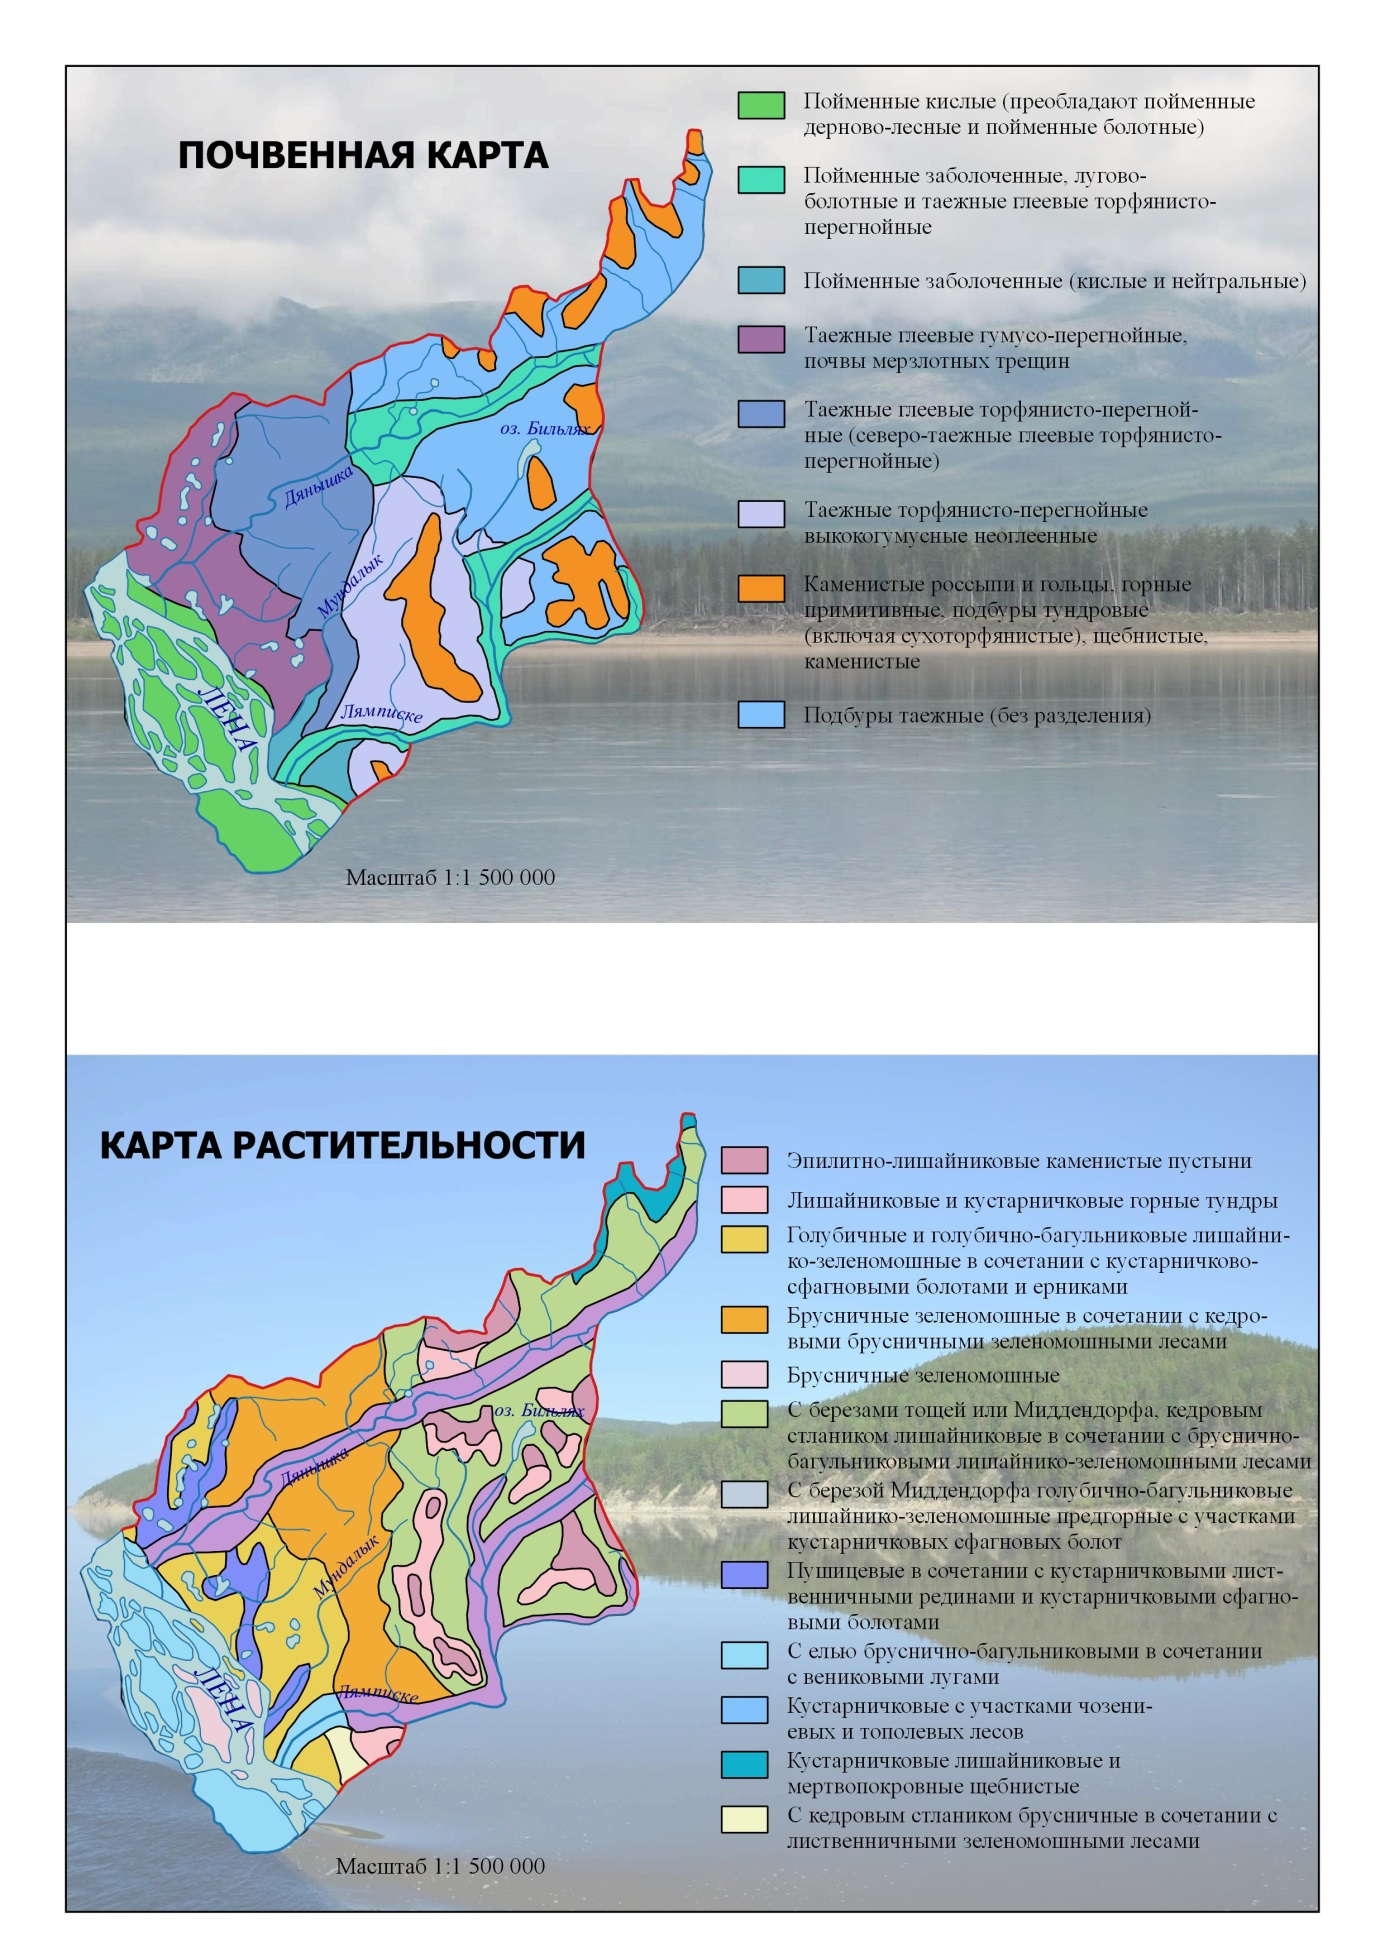 ПОЧВЕННАЯ КАРТА
Пойменные кислые (преобладают пойменные
дерново-лесные и пойменные болотные)
Пойменные заболоченные, лугово-
болотные и таежные глеевые торфянисто-
перегнойные
Пойменные заболоченные (кислые и нейтральные)
Таежные глеевые гумусо-перегнойные,
почвы мерзлотных трещин
Таежные глеевые торфянисто-перегной-
ные (северо-таежные глеевые торфянисто-
перегнойные)
Таежные торфянисто-перегнойные
выкокогумусные неоглеенные
Каменистые россыпи и гольцы, горные
примитивные, подбуры тундровые
(включая сухоторфянистые), щебнистые,
каменистые
Подбуры таежные (без разделения)
оз. Бильлях
Дянышка
Мундалык
ЛЕНА
Лямписке
Масштаб 1:1 500 000
КАРТА РАСТИТЕЛЬНОСТИ
Эпилитно-лишайниковые каменистые пустыни
Лишайниковые и кустарничковые горные тундры
Голубичные и голубично-багульниковые лишайни-
ко-зеленомошные в сочетании с кустарничково-
сфагновыми болотами и ерниками
Брусничные зеленомошные в сочетании с кедро-
выми брусничными зеленомошными лесами
Брусничные зеленомошные
С березами тощей или Миддендорфа, кедровым
стлаником лишайниковые в сочетании с бруснично-
багульниковыми лишайнико-зеленомошными лесами
С березой Миддендорфа голубично-багульниковые
лишайнико-зеленомошные предгорные с участками
кустарничковых сфагновых болот
Пушицевые в сочетании с кустарничковыми лист-
венничными рединами и кустарничковыми сфагно-
выми болотами
С елью бруснично-багульниковыми в сочетании
с вениковыми лугами
Кустарничковые с участками чозени-
евых и тополевых лесов
Кустарничковые лишайниковые и
мертвопокровные щебнистые
С кедровым стлаником брусничные в сочетании с
лиственничными зеленомошными лесами
оз. Бильлях
Дянышка
Мундалык
ЛЕНА
Лямписке
Масштаб 1:1 500 000